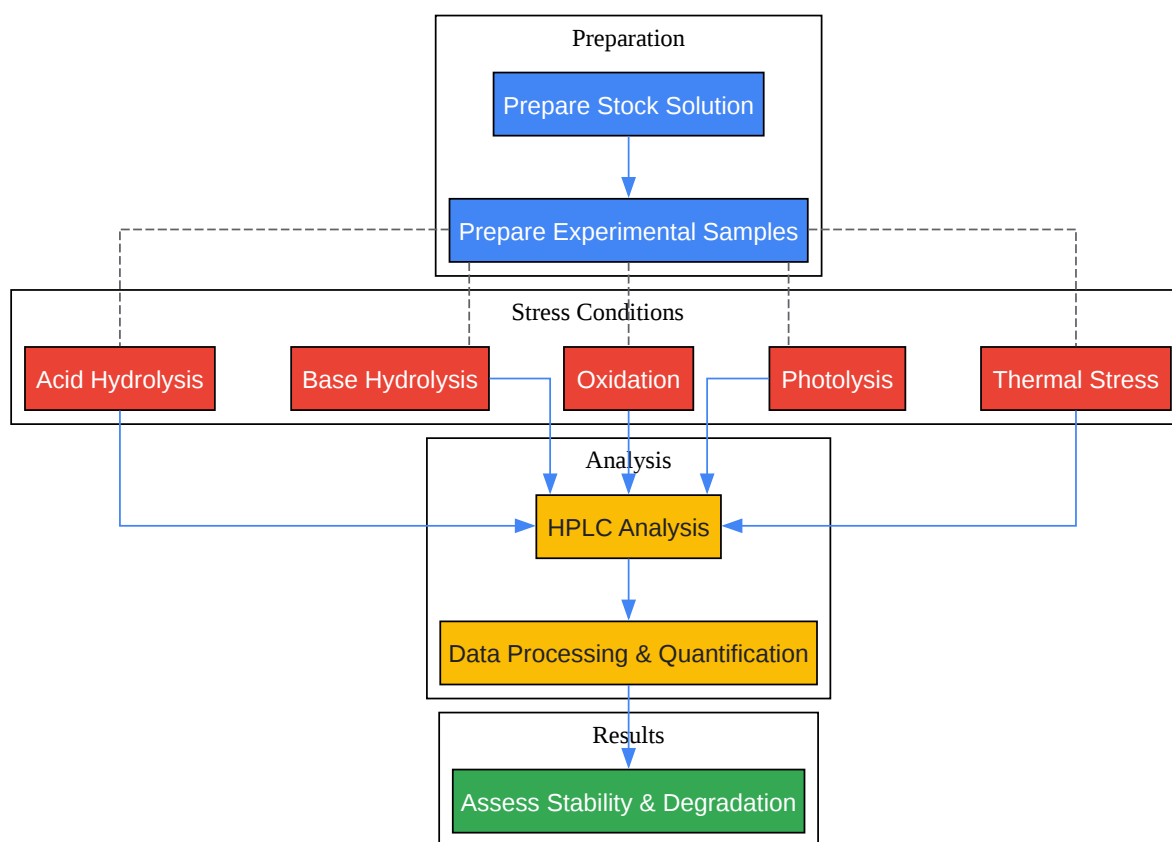 Preparation
Prepare Stock Solution
Prepare Experimental Samples
Stress Conditions
Acid Hydrolysis
Base Hydrolysis
Oxidation
Photolysis
Thermal Stress
Analysis
HPLC Analysis
Data Processing & Quantification
Results
Assess Stability & Degradation